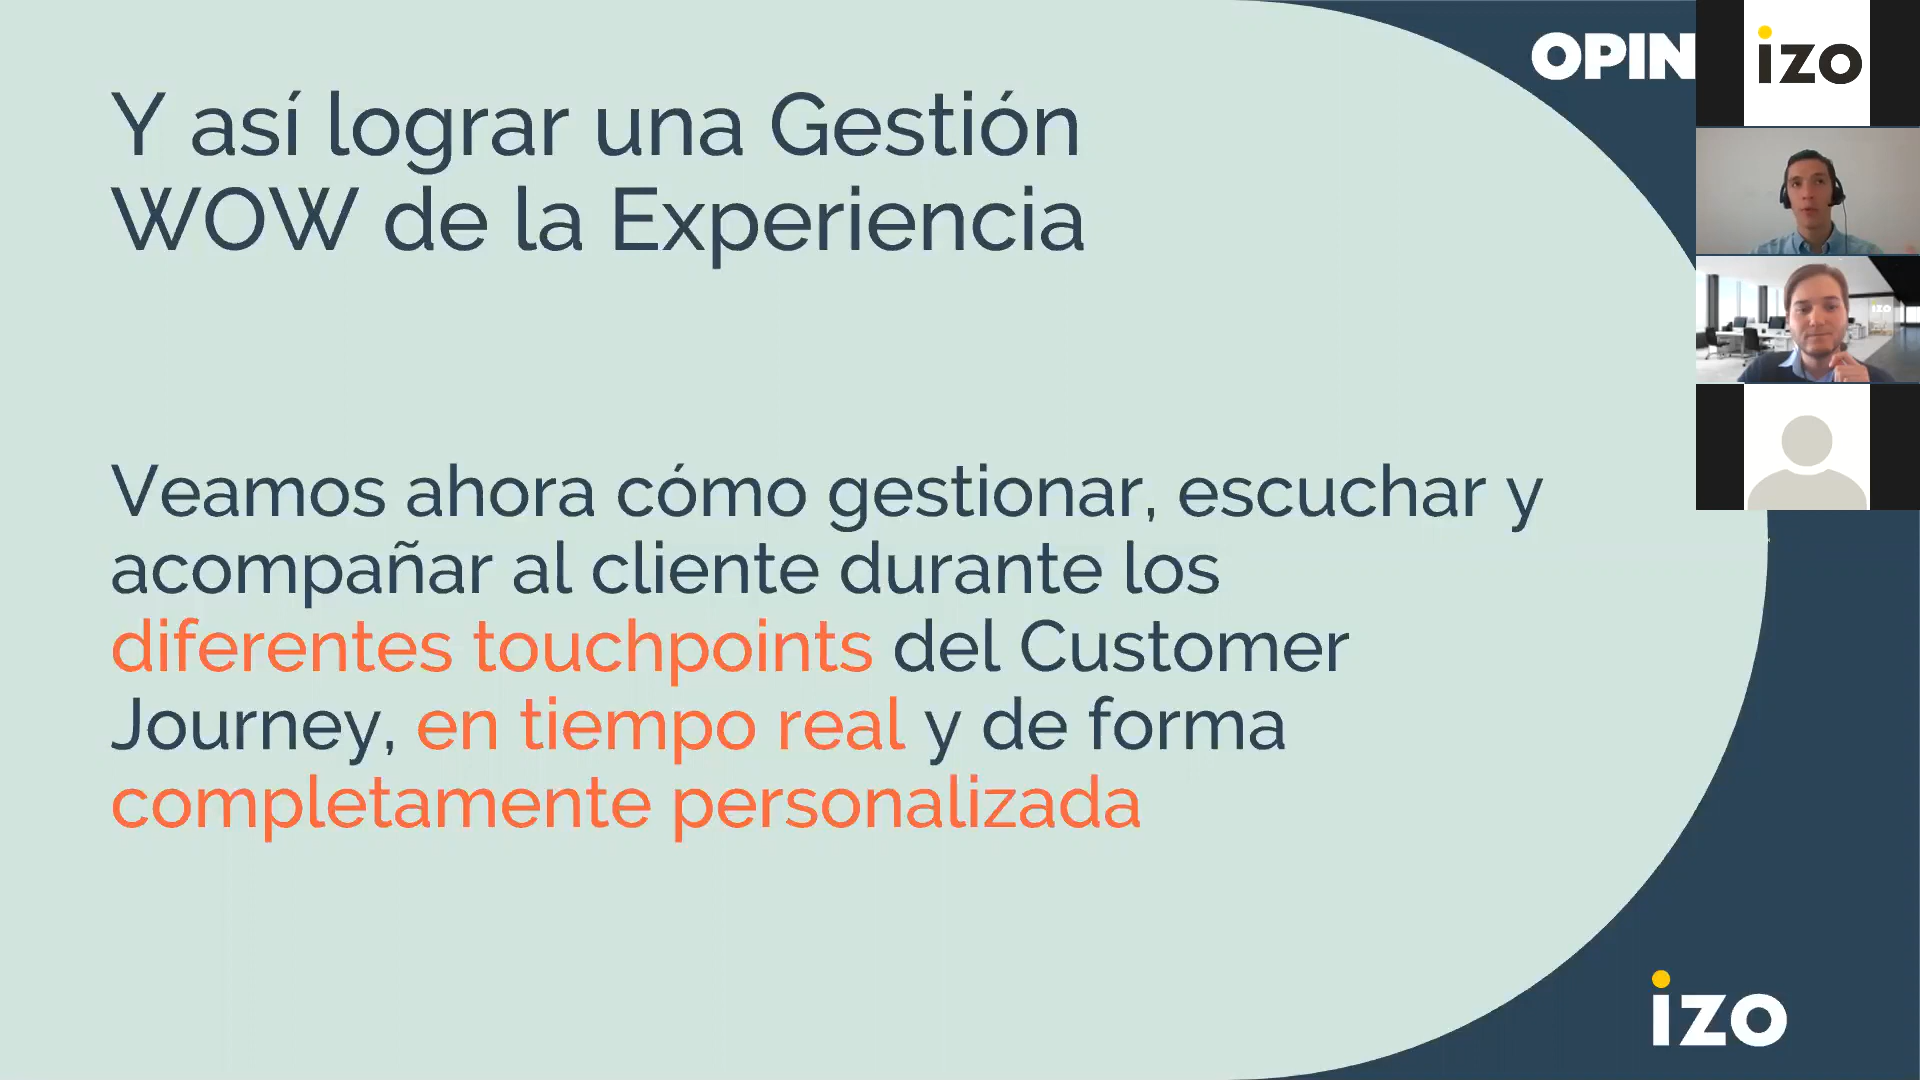 OPIN
izo
Y así lograr una Gestión
WOW de la Experiencia
izo
Veamos ahora cómo gestionar, escuchar y
acompañar al cliente durante los
diferentes touchpoints del Customer
Journey, en tiempo real y de forma
completamente personalizada
izo